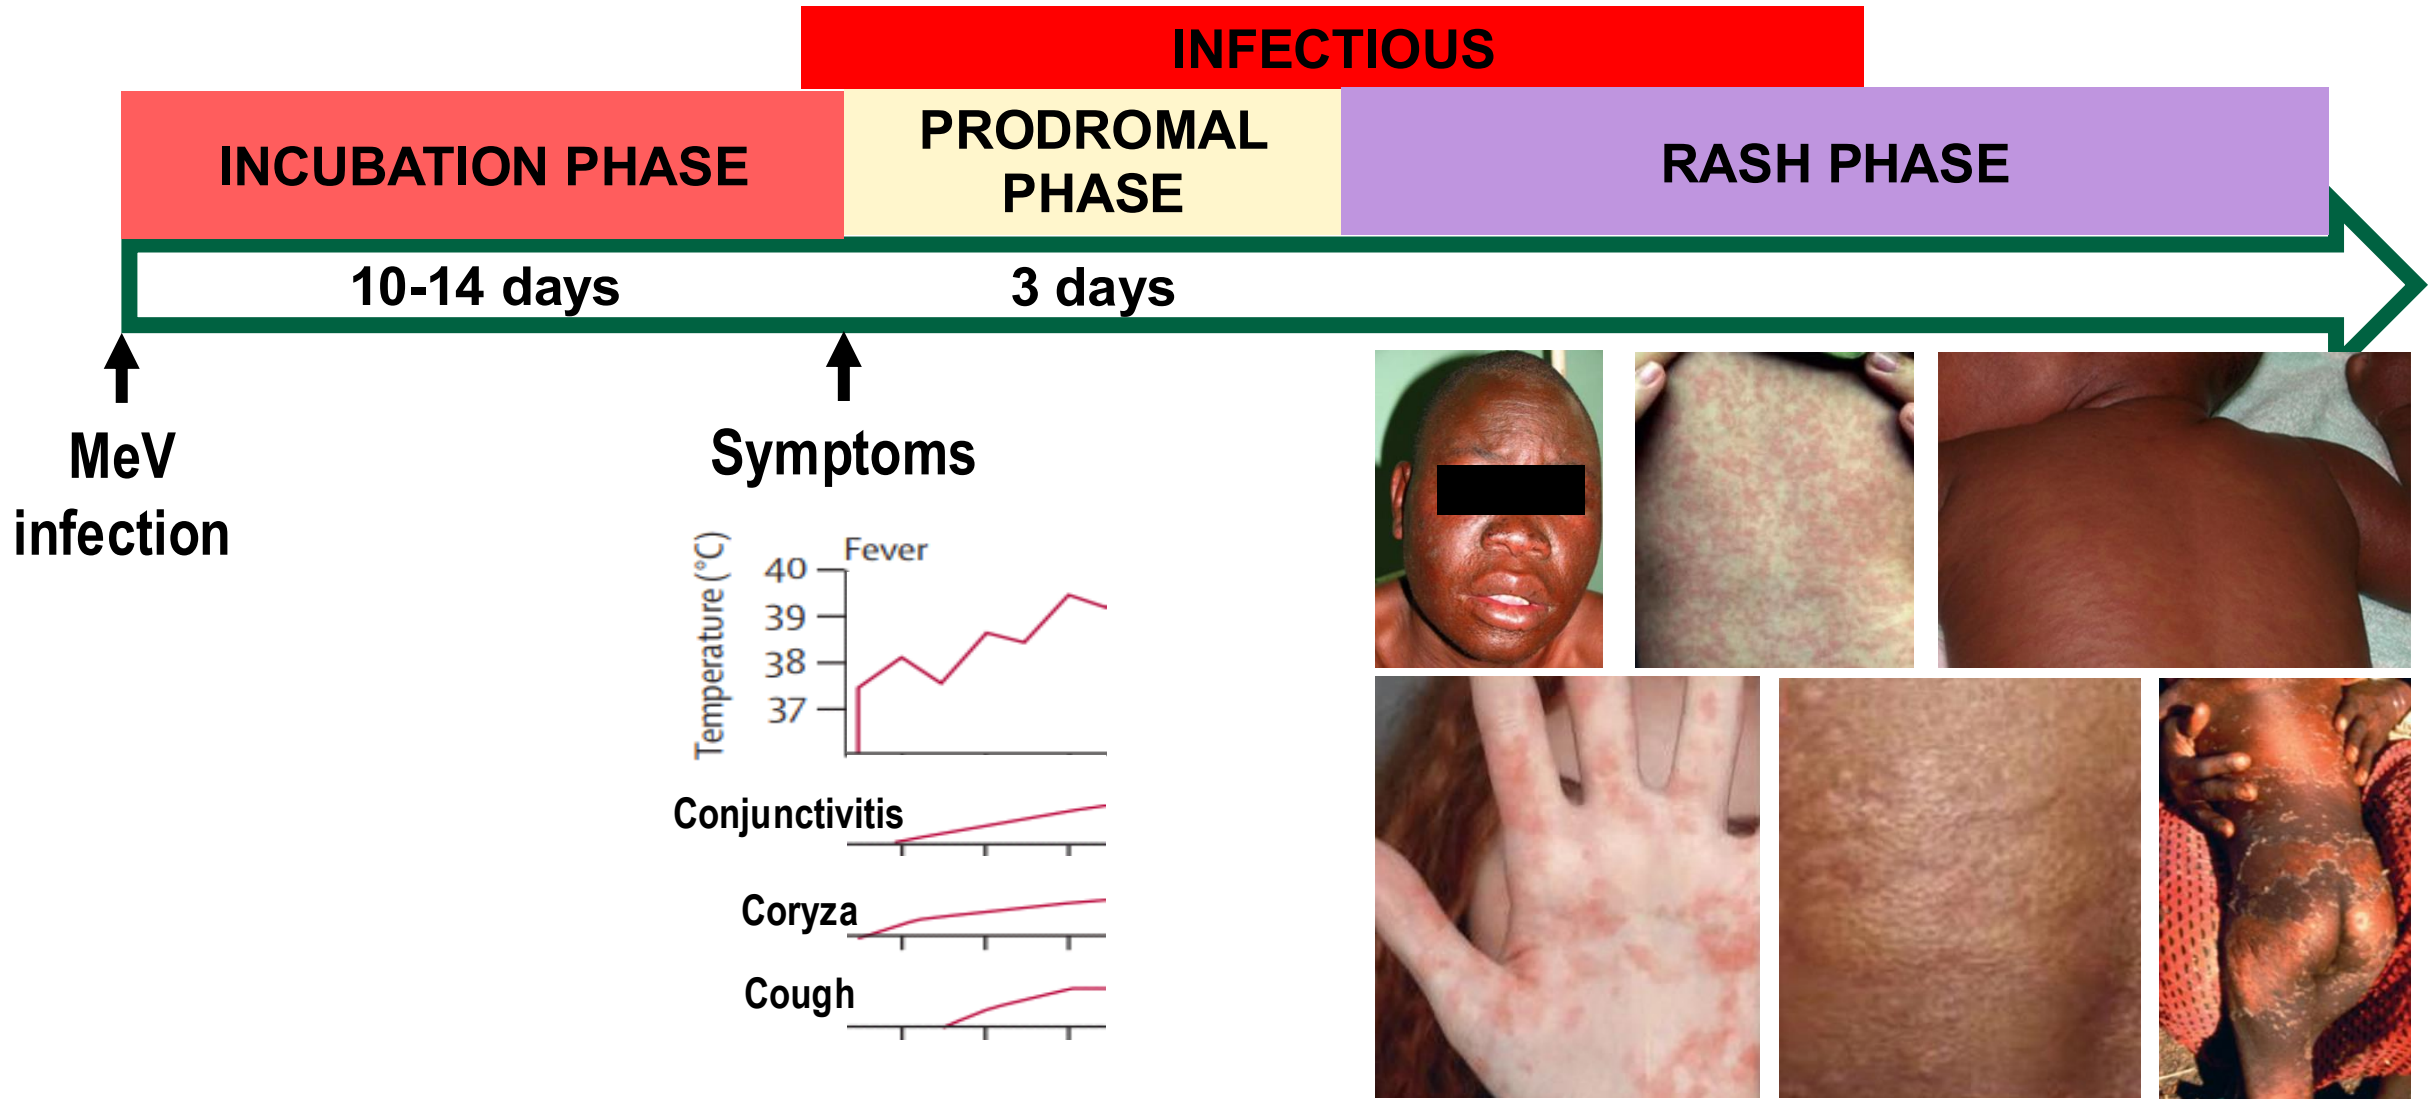 INFECTIOUS
INCUBATION PHASE
PRODROMAL
PHASE
RASH PHASE
10-14 days
3 days
MeV
infection
Symptoms
Temperature (°C)
Fever
40
39
38
37
Conjunctivitis
Coryza
Cough